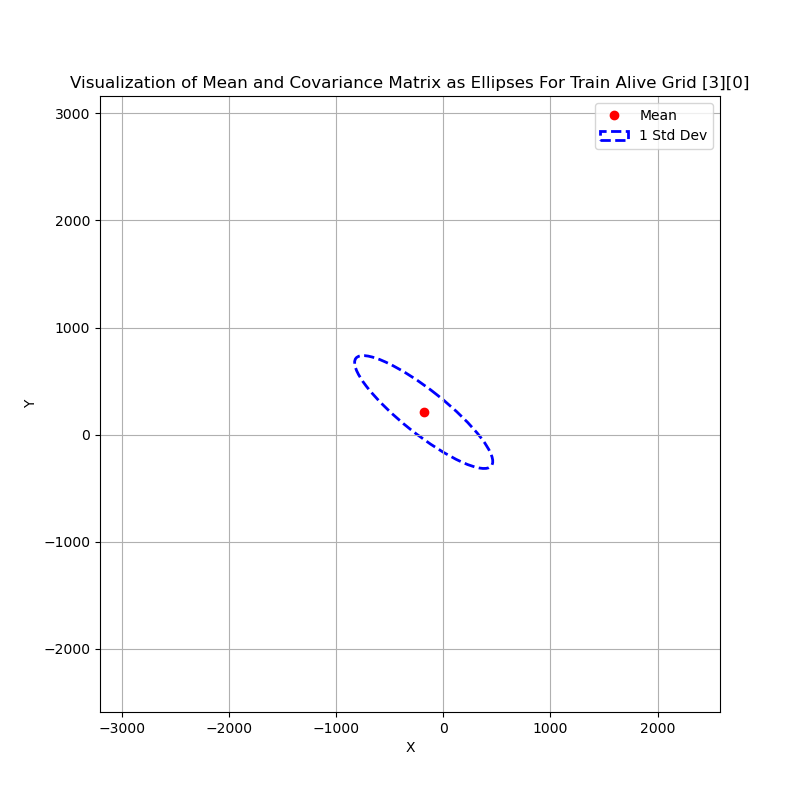 Visualization of Mean and Covariance Matrix as Ellipses For Train Alive Grid [3][0]
Mean
1 Std Dev
3000
2000
1000
0
−1000
−2000
Y
−3000
−2000
−1000
0
1000
2000
X